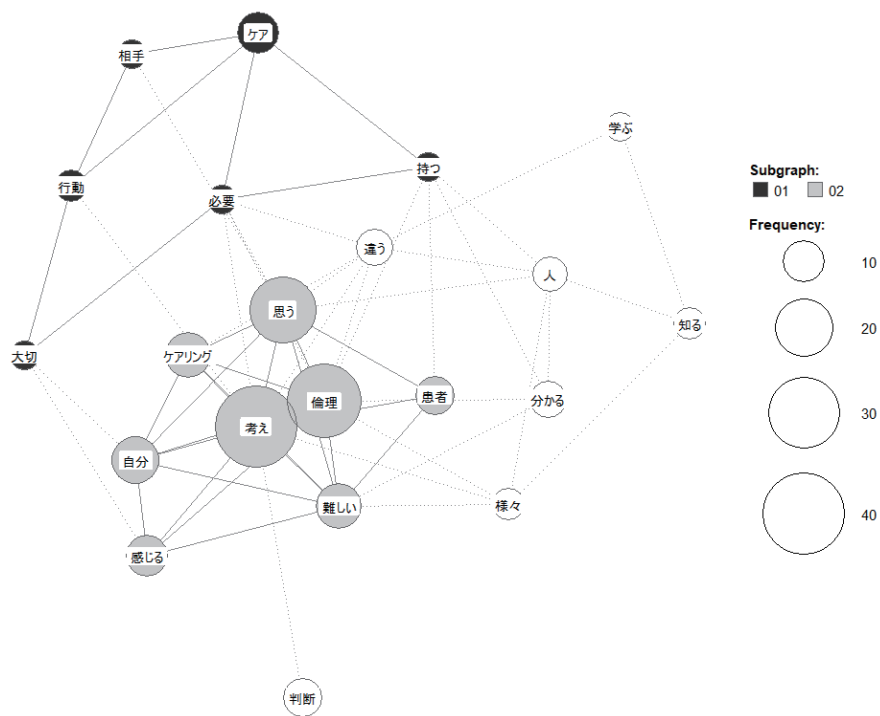 ケア
相手
学ぶ
持つ
行動
必要
違う
人
思う
知る
大切
ケアリング
患者
倫理
分かる
考え
自分
難しい
様々
感じる
判断
Subgraph:
01 02
Frequency:
10
20
30
40